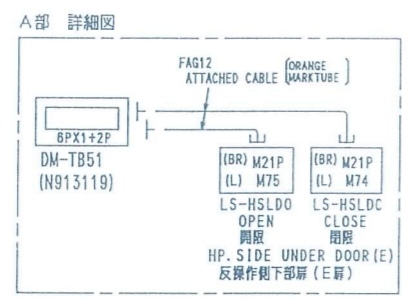 A部 詳細図
FAG12
ATTACHED CABLE (ORANGE MARKTUBE)
6PX1+2P
DM-TB51
(N913119)
(BR) M21P
(L) M75
(BR) M21P
(L) M74
LS-HSLDO
OPEN
開限
LS-HSLDC
CLOSE
閉限
HP.SIDE UNDER DOOR(E)
反操作側下部扉(E扉)